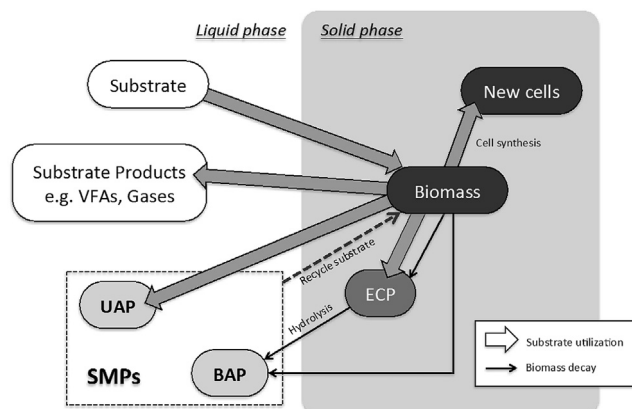 Liquid phase
Solid phase
Substrate
New cells
Cell synthesis
Substrate Products
e.g. VFAs, Gases
Biomass
Recycle substrate
UAP
ECP
Hydrolysis
SMPs
BAP
Substrate utilization
Biomass decay